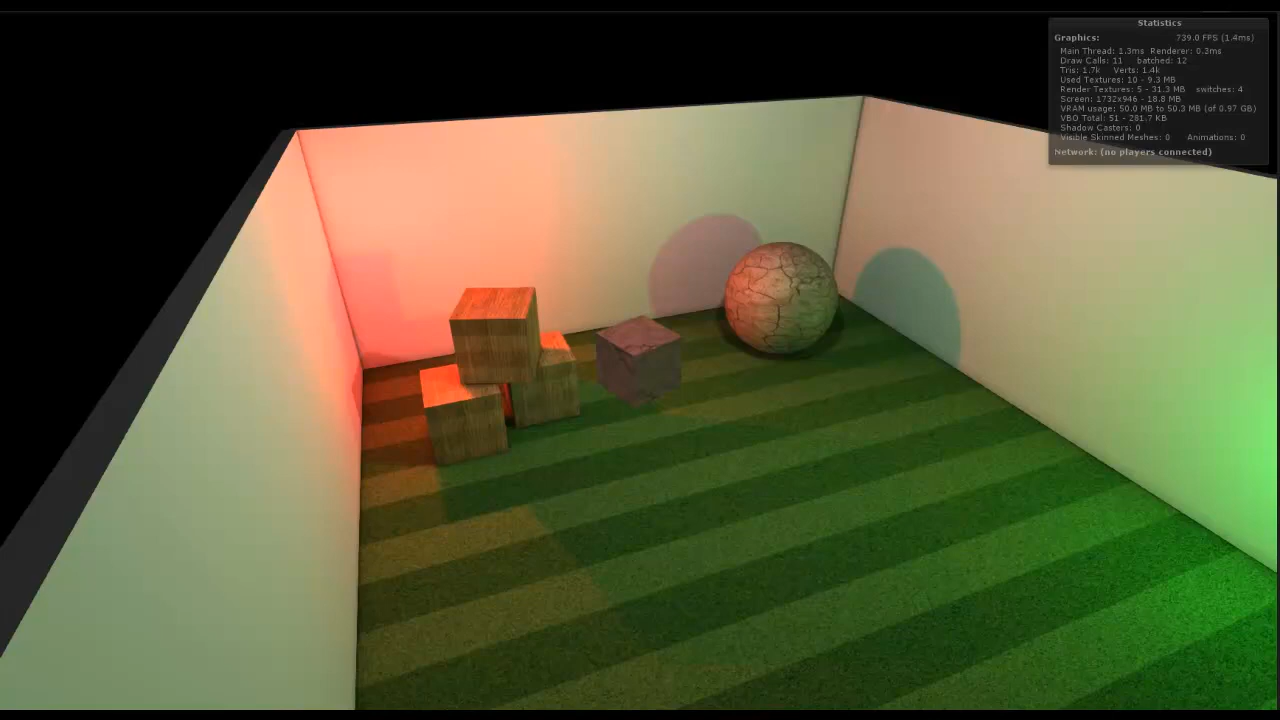 Statistics
Graphics: 739.0 FPS (1.4ms)
Main Thread: 1.3ms Renderer: 0.3ms
Draw Calls: 11 batched: 12
Tris: 1.7k Verts: 1.4k
Used Textures: 10 - 9.3 MB
Render Textures: 5 - 31.3 MB switches: 4
Screen: 1732x946 - 18.8 MB
VRAM usage: 50.0 MB to 50.3 MB (of 0.97 GB)
VBO Total: 51 - 281.7 KB
Shadow Casters: 0
Visible Skinned Meshes: 0 Animations: 0
Network: (no players connected)